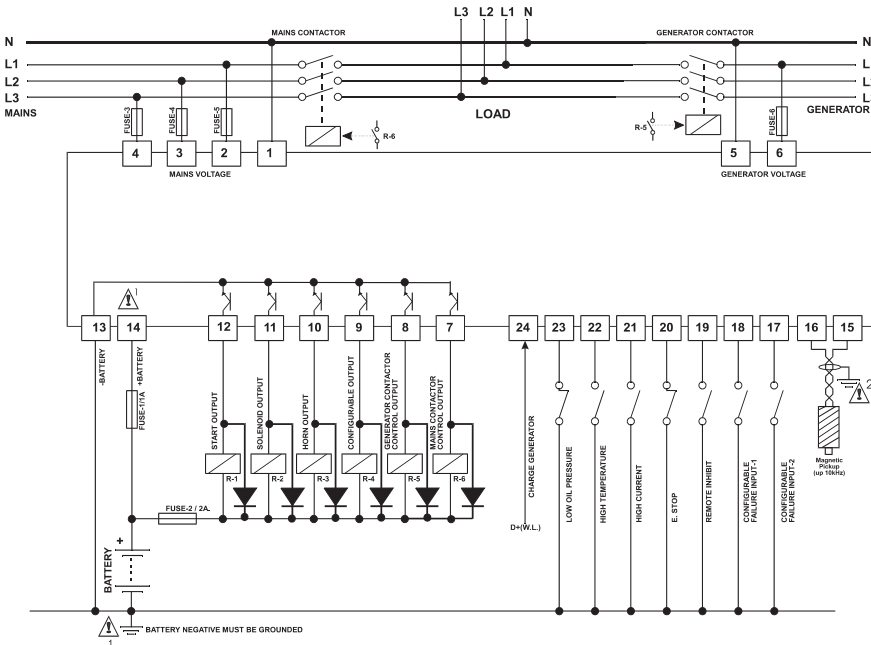 L3 L2 L1 N
MAINS CONTACTOR
GENERATOR CONTACTOR
N
N
L1
L
L2
L
L3
L
MAINS
GENERATOR
LOAD
FUSE-3
FUSE-4
FUSE-5
R-6
R-5
FUSE-6
4 3 2 1
5 6
MAINS VOLTAGE
GENERATOR VOLTAGE
1
13 14 12 11 10 9 8 7 24 23 22 21 20 19 18 17 16 15
-BATTERY
+BATTERY
FUSE-1/1A
START OUTPUT
SOLENOID OUTPUT
HORN OUTPUT
CONFIGURABLE OUTPUT
GENERATOR CONTACTOR
CONTROL OUTPUT
MAINS CONTACTOR
CONTROL OUTPUT
R-1 R-2 R-3 R-4 R-5 R-6
FUSE-2 / 2A.
CHARGE GENERATOR
D+(W.L.)
LOW OIL PRESSURE
HIGH TEMPERATURE
HIGH CURRENT
E. STOP
REMOTE INHIBIT
CONFIGURABLE
FAILURE INPUT-1
CONFIGURABLE
FAILURE INPUT-2
2
Magnetic
Pickup
(up 10kHz)
+
BATTERY
1
BATTERY NEGATIVE MUST BE GROUNDED